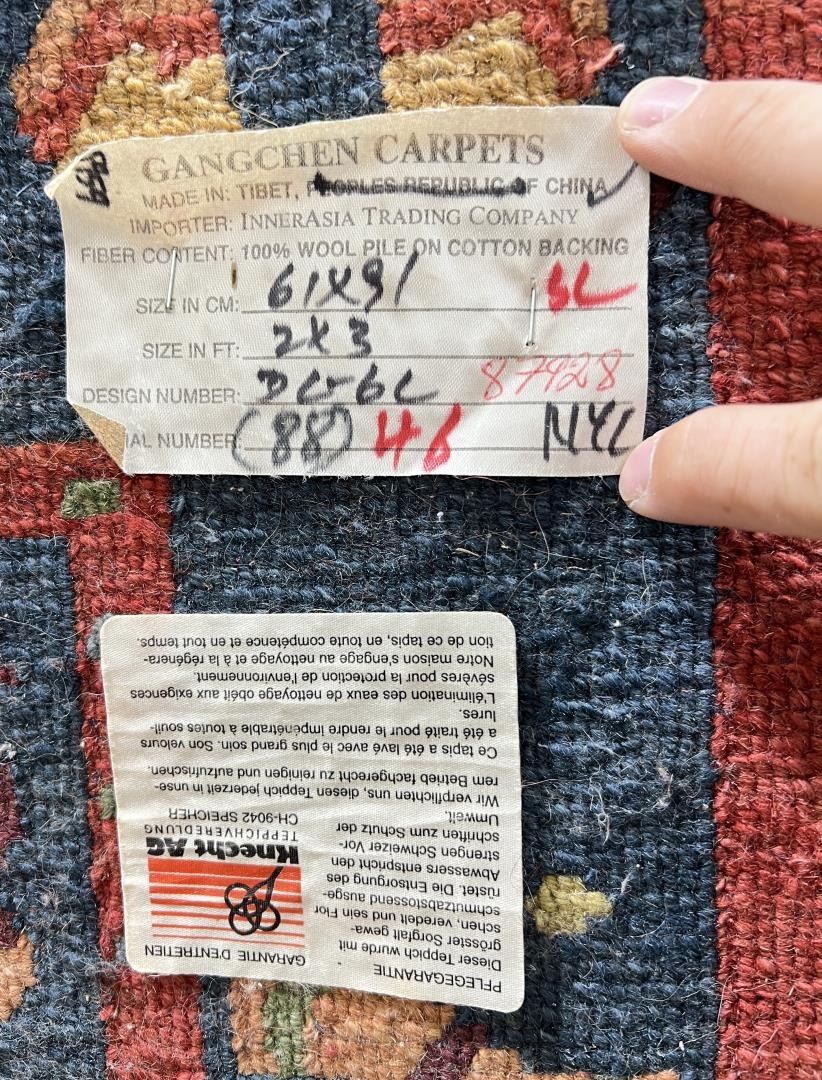 GANGCHEN CARPETS
MADE IN: TIBET, PEOPLES REPUBLIC OF CHINA
IMPORTER: INNERASIA TRADING COMPANY
FIBER CONTENT: 100% WOOL PILE ON COTTON BACKING
SIZE IN CM: 61X91 SL
SIZE IN FT: 2X3
DESIGN NUMBER: 87428
IAL NUMBER: (88) 46 NYC
PFLEGEGARANTIE
Dieser Teppich wurde mit
grösster Sorgfalt gewa-
schen, veredelt und sein Flor
schmutzabstossend ausge-
rüstet. Die Entsorgung des
Abwassers entspricht den
strengen Schweizer Vor-
schriften zum Schutz der
Umwelt.
GARANTIE D'ENTRETIEN
Knecht AG
TEPPICHVEREDLUNG
CH-9042 SPEICHER
Wir verpflichten uns, diesen Teppich jederzeit in unse-
rem Betrieb fachgerecht zu reinigen und aufzufrischen.
Ce tapis a été lavé avec le plus grand soin. Son velours
a été traité pour le rendre impénétrable à toutes souil-
lures.
L'élimination des eaux de nettoyage obéit aux exigences
sévères pour la protection de l'environnement.
Notre maison s'engage au nettoyage et à la régénéra-
tion de ce tapis, en toute compétence et en tout temps.